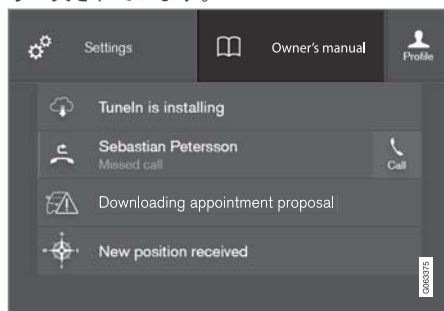 Settings
Owner's manual
Profile
TuneIn is installing
Sebastian Petersson
Missed call
Call
Downloading appointment proposal
New position received
G063375